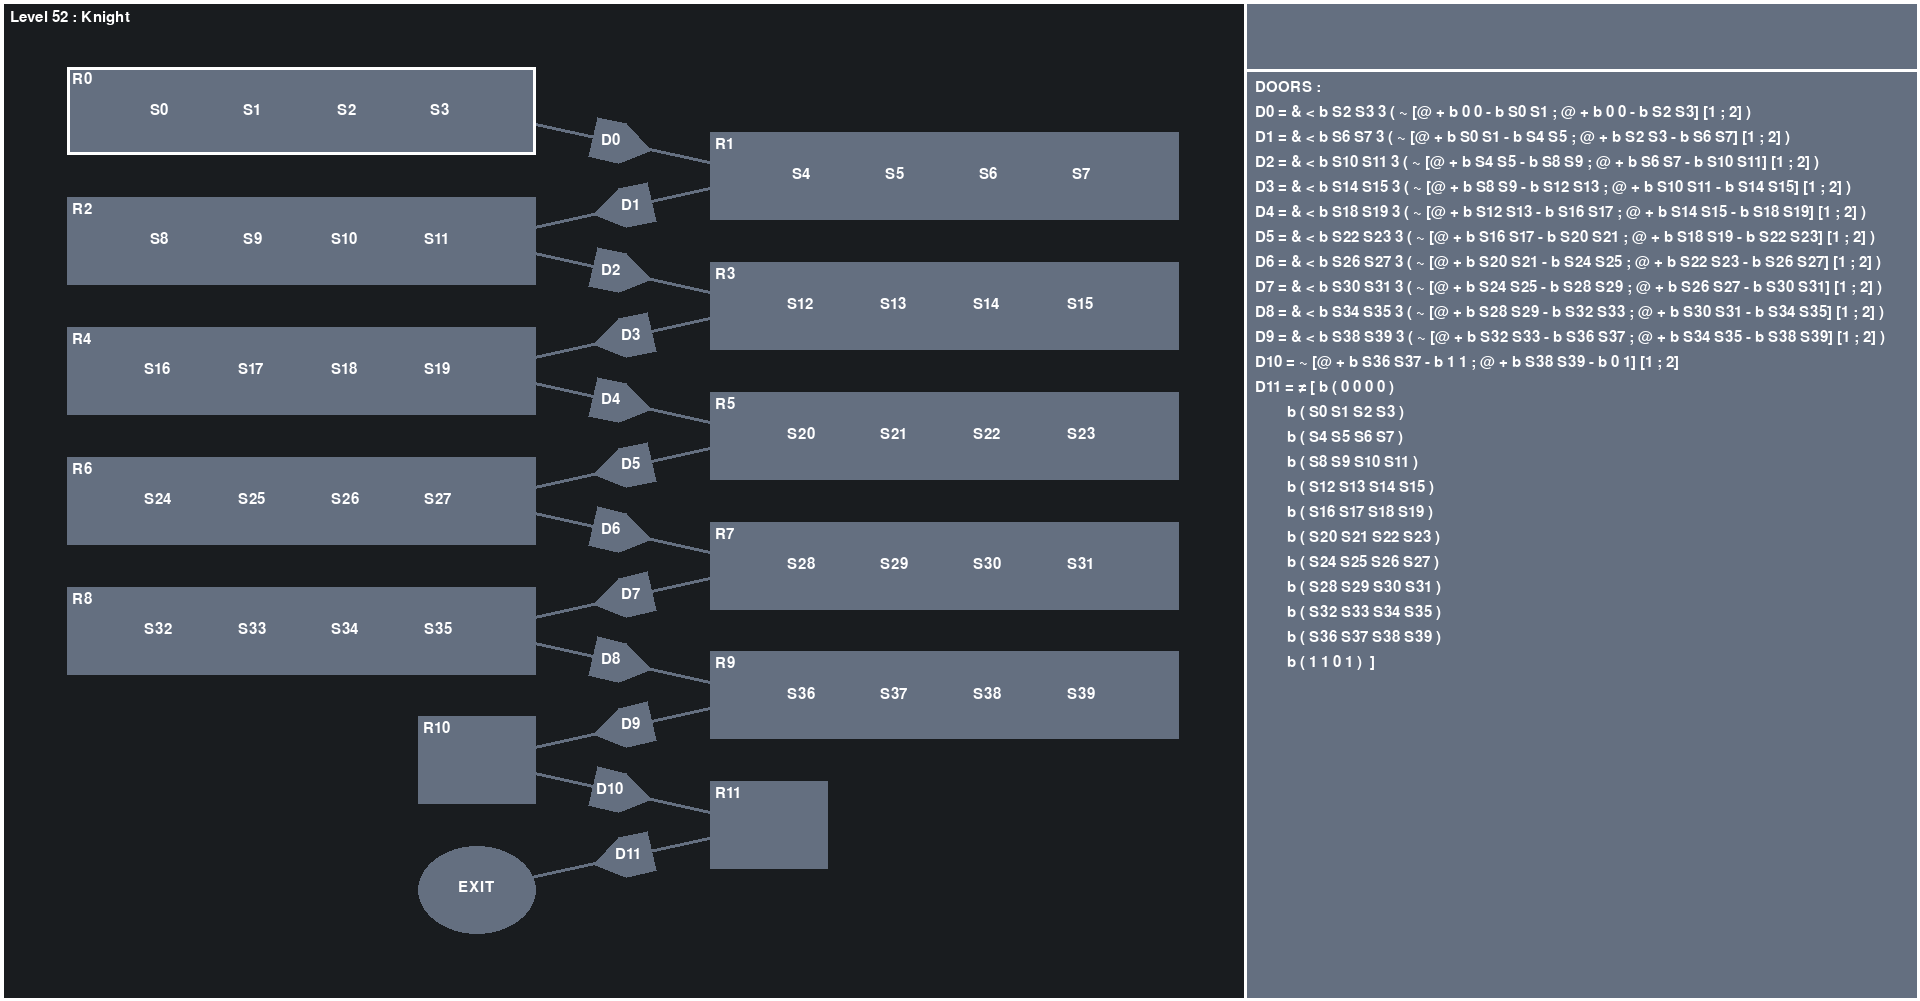 Level 52 : Knight
R0
S0 S1 S2 S3
D0
R1
S4 S5 S6 S7
D1
R2
S8 S9 S10 S11
D2
R3
S12 S13 S14 S15
D3
R4
S16 S17 S18 S19
D4
R5
S20 S21 S22 S23
D5
R6
S24 S25 S26 S27
D6
R7
S28 S29 S30 S31
D7
R8
S32 S33 S34 S35
D8
R9
S36 S37 S38 S39
D9
R10
D10
R11
D11
EXIT
DOORS :
D0 = & < b S2 S3 3 ( ~ [@ + b 0 0 - b S0 S1 ; @ + b 0 0 - b S2 S3] [1 ; 2] )
D1 = & < b S6 S7 3 ( ~ [@ + b S0 S1 - b S4 S5 ; @ + b S2 S3 - b S6 S7] [1 ; 2] )
D2 = & < b S10 S11 3 ( ~ [@ + b S4 S5 - b S8 S9 ; @ + b S6 S7 - b S10 S11] [1 ; 2] )
D3 = & < b S14 S15 3 ( ~ [@ + b S8 S9 - b S12 S13 ; @ + b S10 S11 - b S14 S15] [1 ; 2] )
D4 = & < b S18 S19 3 ( ~ [@ + b S12 S13 - b S16 S17 ; @ + b S14 S15 - b S18 S19] [1 ; 2] )
D5 = & < b S22 S23 3 ( ~ [@ + b S16 S17 - b S20 S21 ; @ + b S18 S19 - b S22 S23] [1 ; 2] )
D6 = & < b S26 S27 3 ( ~ [@ + b S20 S21 - b S24 S25 ; @ + b S22 S23 - b S26 S27] [1 ; 2] )
D7 = & < b S30 S31 3 ( ~ [@ + b S24 S25 - b S28 S29 ; @ + b S26 S27 - b S30 S31] [1 ; 2] )
D8 = & < b S34 S35 3 ( ~ [@ + b S28 S29 - b S32 S33 ; @ + b S30 S31 - b S34 S35] [1 ; 2] )
D9 = & < b S38 S39 3 ( ~ [@ + b S32 S33 - b S36 S37 ; @ + b S34 S35 - b S38 S39] [1 ; 2] )
D10 = ~ [@ + b S36 S37 - b 1 1 ; @ + b S38 S39 - b 0 1] [1 ; 2]
D11 = ≠ [ b ( 0 0 0 0 )
b ( S0 S1 S2 S3 )
b ( S4 S5 S6 S7 )
b ( S8 S9 S10 S11 )
b ( S12 S13 S14 S15 )
b ( S16 S17 S18 S19 )
b ( S20 S21 S22 S23 )
b ( S24 S25 S26 S27 )
b ( S28 S29 S30 S31 )
b ( S32 S33 S34 S35 )
b ( S36 S37 S38 S39 )
b ( 1 1 0 1 ) ]